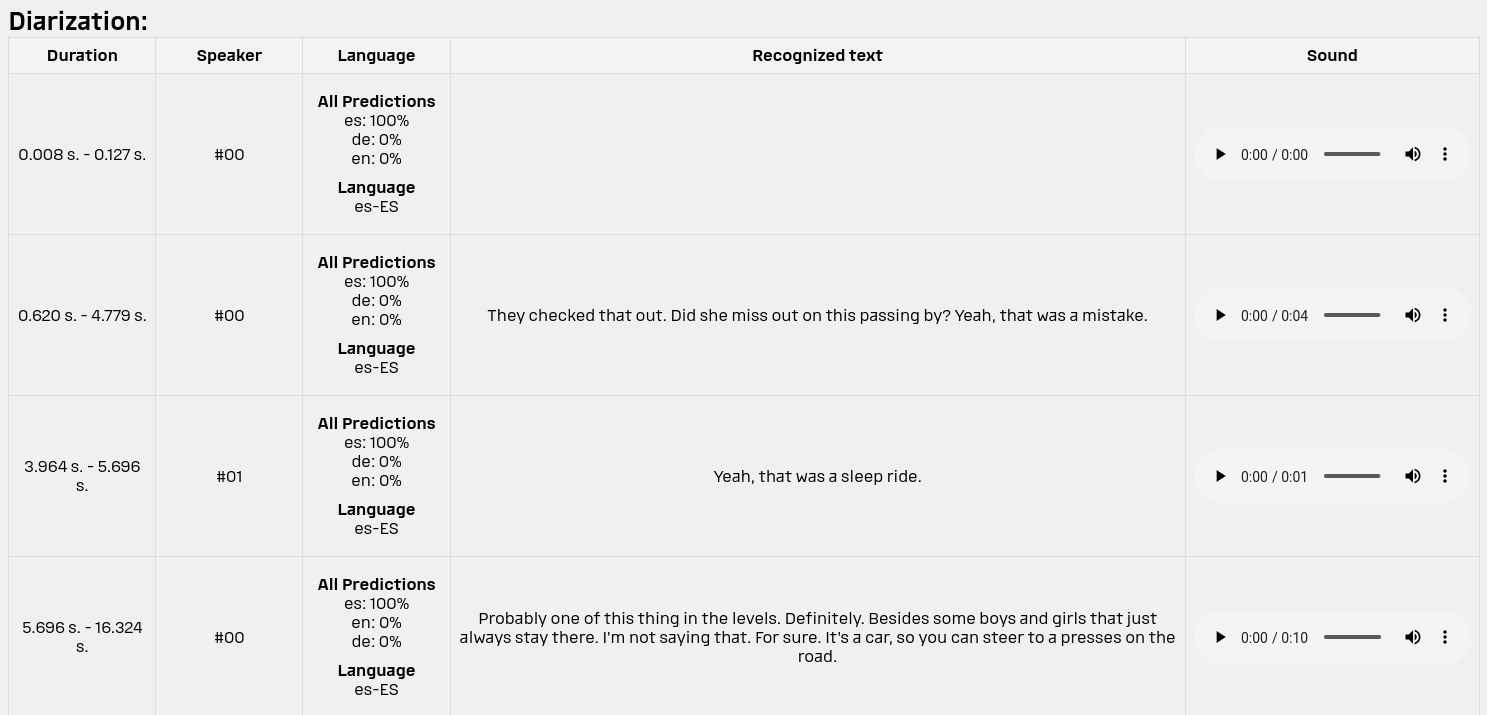 Diarization:
Duration Speaker Language Recognized text Sound
0.008 s. - 0.127 s. #00
All Predictions
es: 100%
de: 0%
en: 0%
Language
es-ES
0:00 / 0:00
0.620 s. - 4.779 s. #00
All Predictions
es: 100%
de: 0%
en: 0%
Language
es-ES
They checked that out. Did she miss out on this passing by? Yeah, that was a mistake.
0:00 / 0:04
3.964 s. - 5.696
s.
#01
All Predictions
es: 100%
de: 0%
en: 0%
Language
es-ES
Yeah, that was a sleep ride.
0:00 / 0:01
5.696 s. - 16.324
s.
#00
All Predictions
es: 100%
en: 0%
de: 0%
Language
es-ES
Probably one of this thing in the levels. Definitely. Besides some boys and girls that just
always stay there. I'm not saying that. For sure. It's a car, so you can steer to a presses on the
road.
0:00 / 0:10